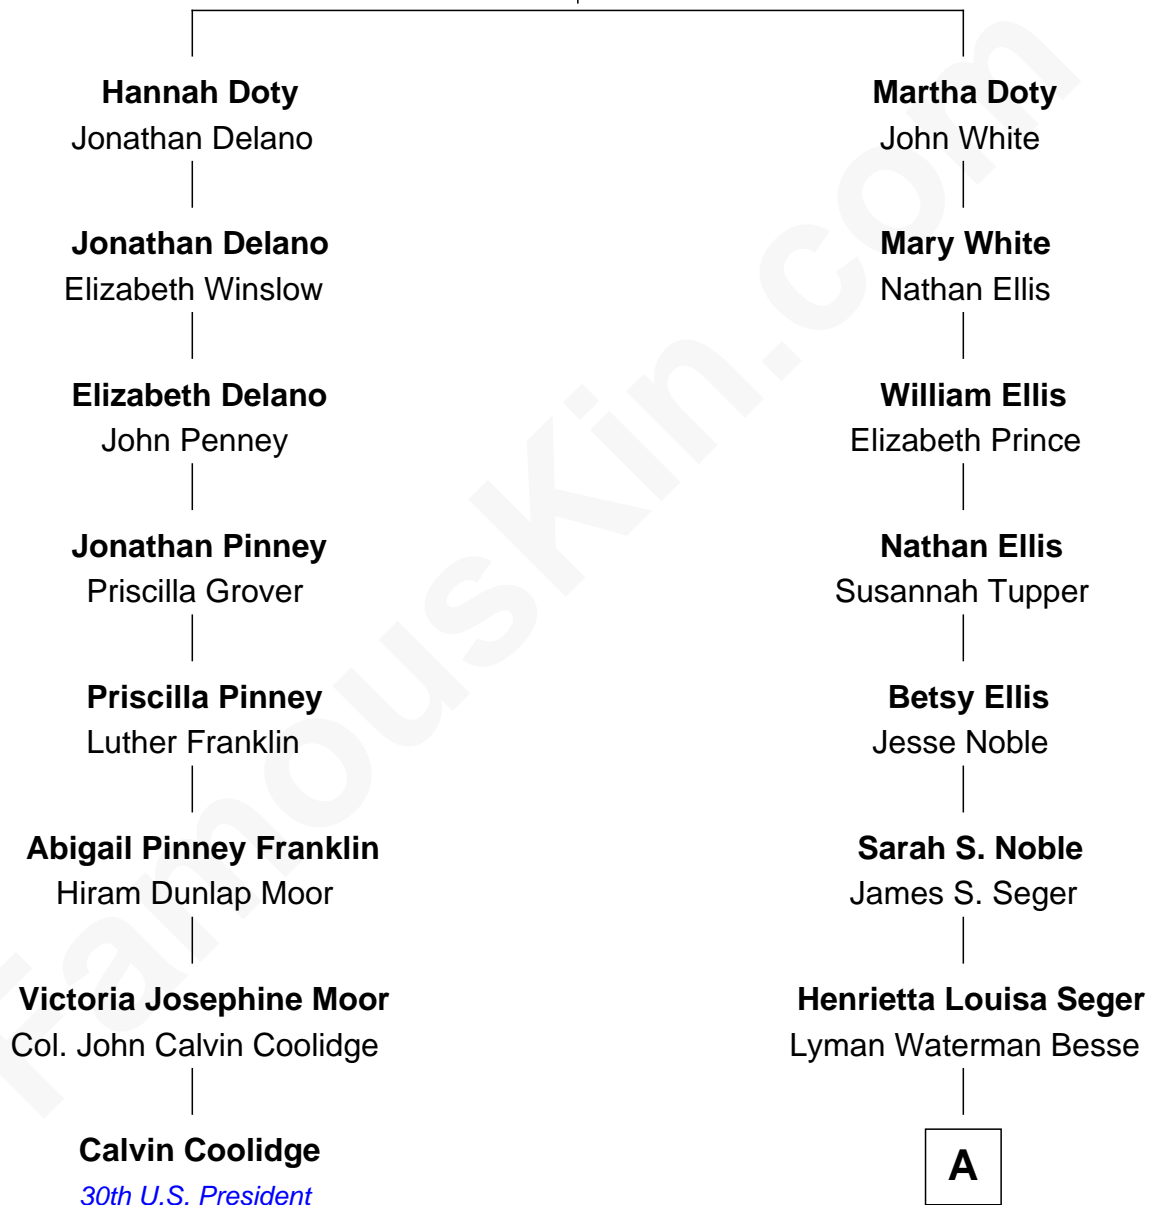 Hannah Doty
Jonathan Delano
Jonathan Delano
Elizabeth Winslow
Elizabeth Delano
John Penney
Jonathan Pinney
Priscilla Grover
Priscilla Pinney
Luther Franklin
Abigail Pinney Franklin
Hiram Dunlap Moor
Victoria Josephine Moor
Col. John Calvin Coolidge
Calvin Coolidge
30th U.S. President
Martha Doty
John White
Mary White
Nathan Ellis
William Ellis
Elizabeth Prince
Nathan Ellis
Susannah Tupper
Betsy Ellis
Jesse Noble
Sarah S. Noble
James S. Seger
Henrietta Louisa Seger
Lyman Waterman Besse
A
FamousKin.com